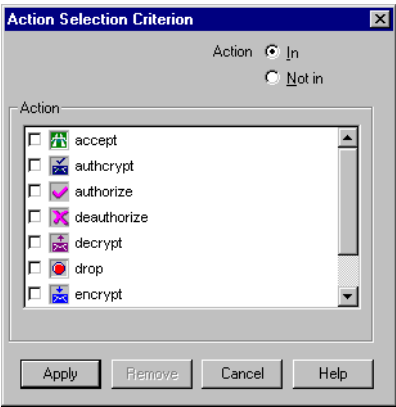 Action Selection Criterion
Action In
Not in
Action
accept
authcrypt
authorize
deauthorize
decrypt
drop
encrypt
Apply Remove Cancel Help